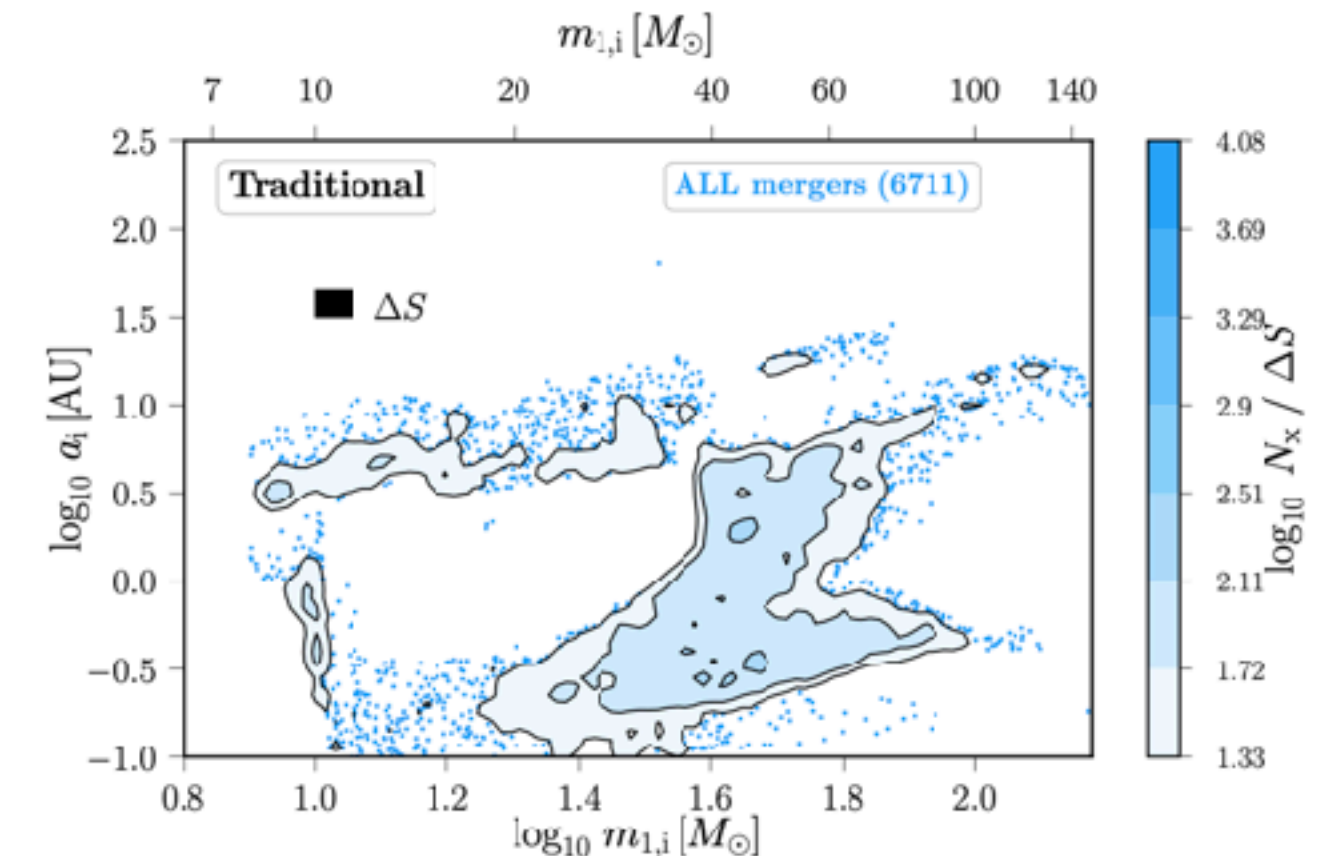 m₁,ᵢ [M⊙]
7 10 20 40 60 100 140
Traditional
ALL mergers (6711)
ΔS
log₁₀ aᵢ [AU]
2.5
2.0
1.5
1.0
0.5
0.0
−0.5
−1.0
0.8 1.0 1.2 1.4 1.6 1.8 2.0
log₁₀ m₁,ᵢ [M⊙]
4.08
3.69
3.29
2.9
2.51
2.11
1.72
1.33
log₁₀ Nₓ / ΔS